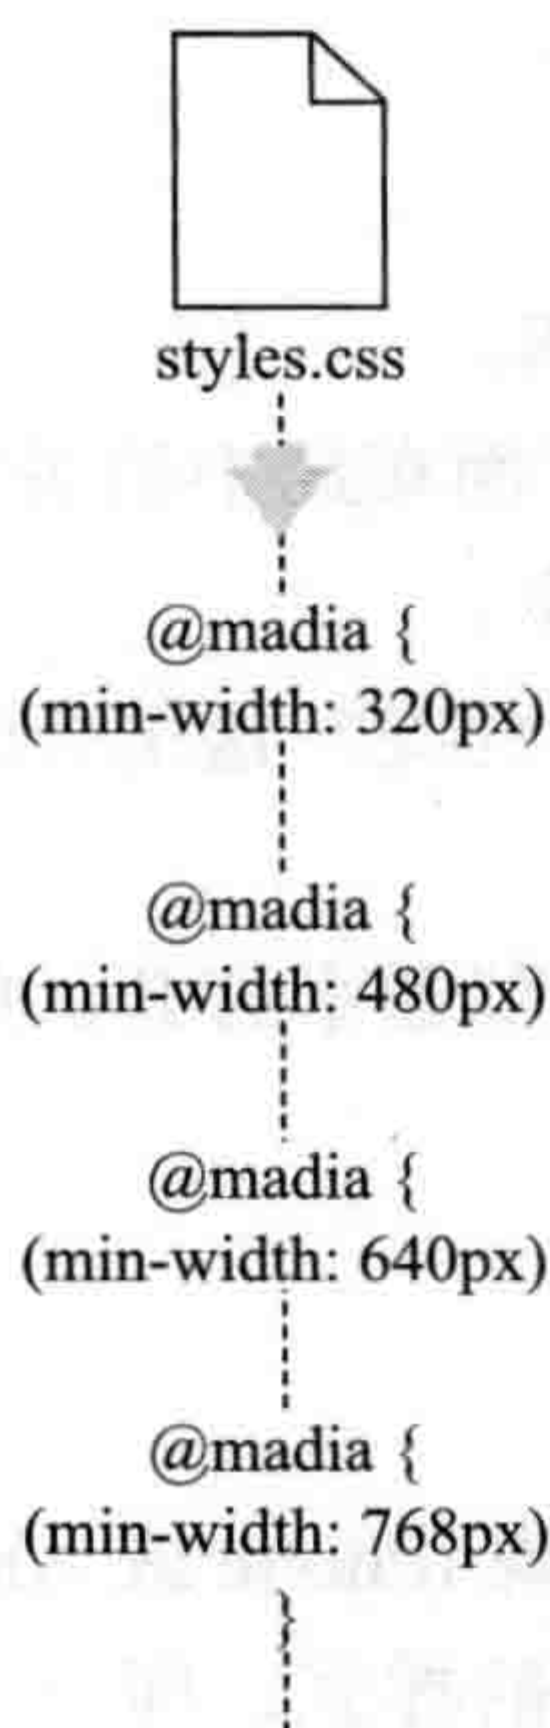 styles.css
@madia {
(min-width: 320px)
@madia {
(min-width: 480px)
@madia {
(min-width: 640px)
@madia {
(min-width: 768px)